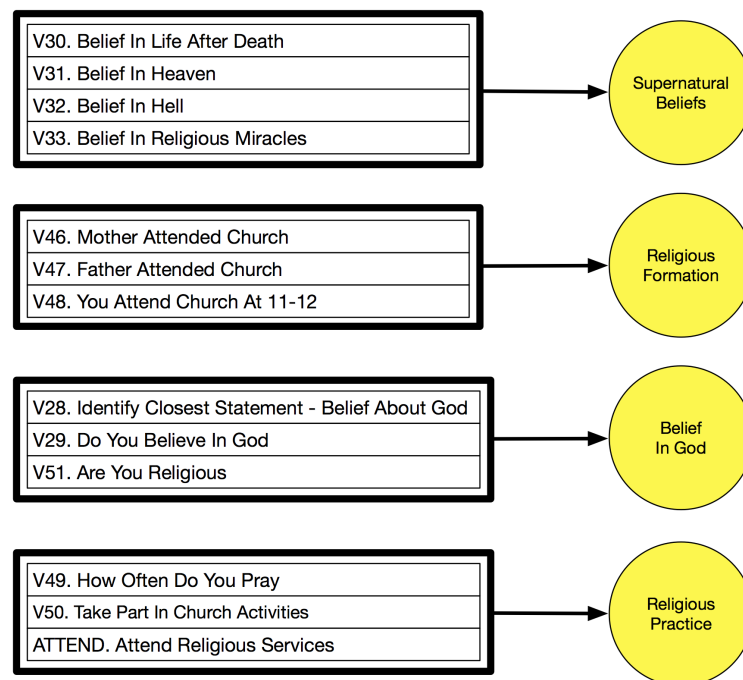 V30. Belief In Life After Death
V31. Belief In Heaven
V32. Belief In Hell
V33. Belief In Religious Miracles
Supernatural
Beliefs
V46. Mother Attended Church
V47. Father Attended Church
V48. You Attend Church At 11-12
Religious
Formation
V28. Identify Closest Statement - Belief About God
V29. Do You Believe In God
V51. Are You Religious
Belief
In God
V49. How Often Do You Pray
V50. Take Part In Church Activities
ATTEND. Attend Religious Services
Religious
Practice